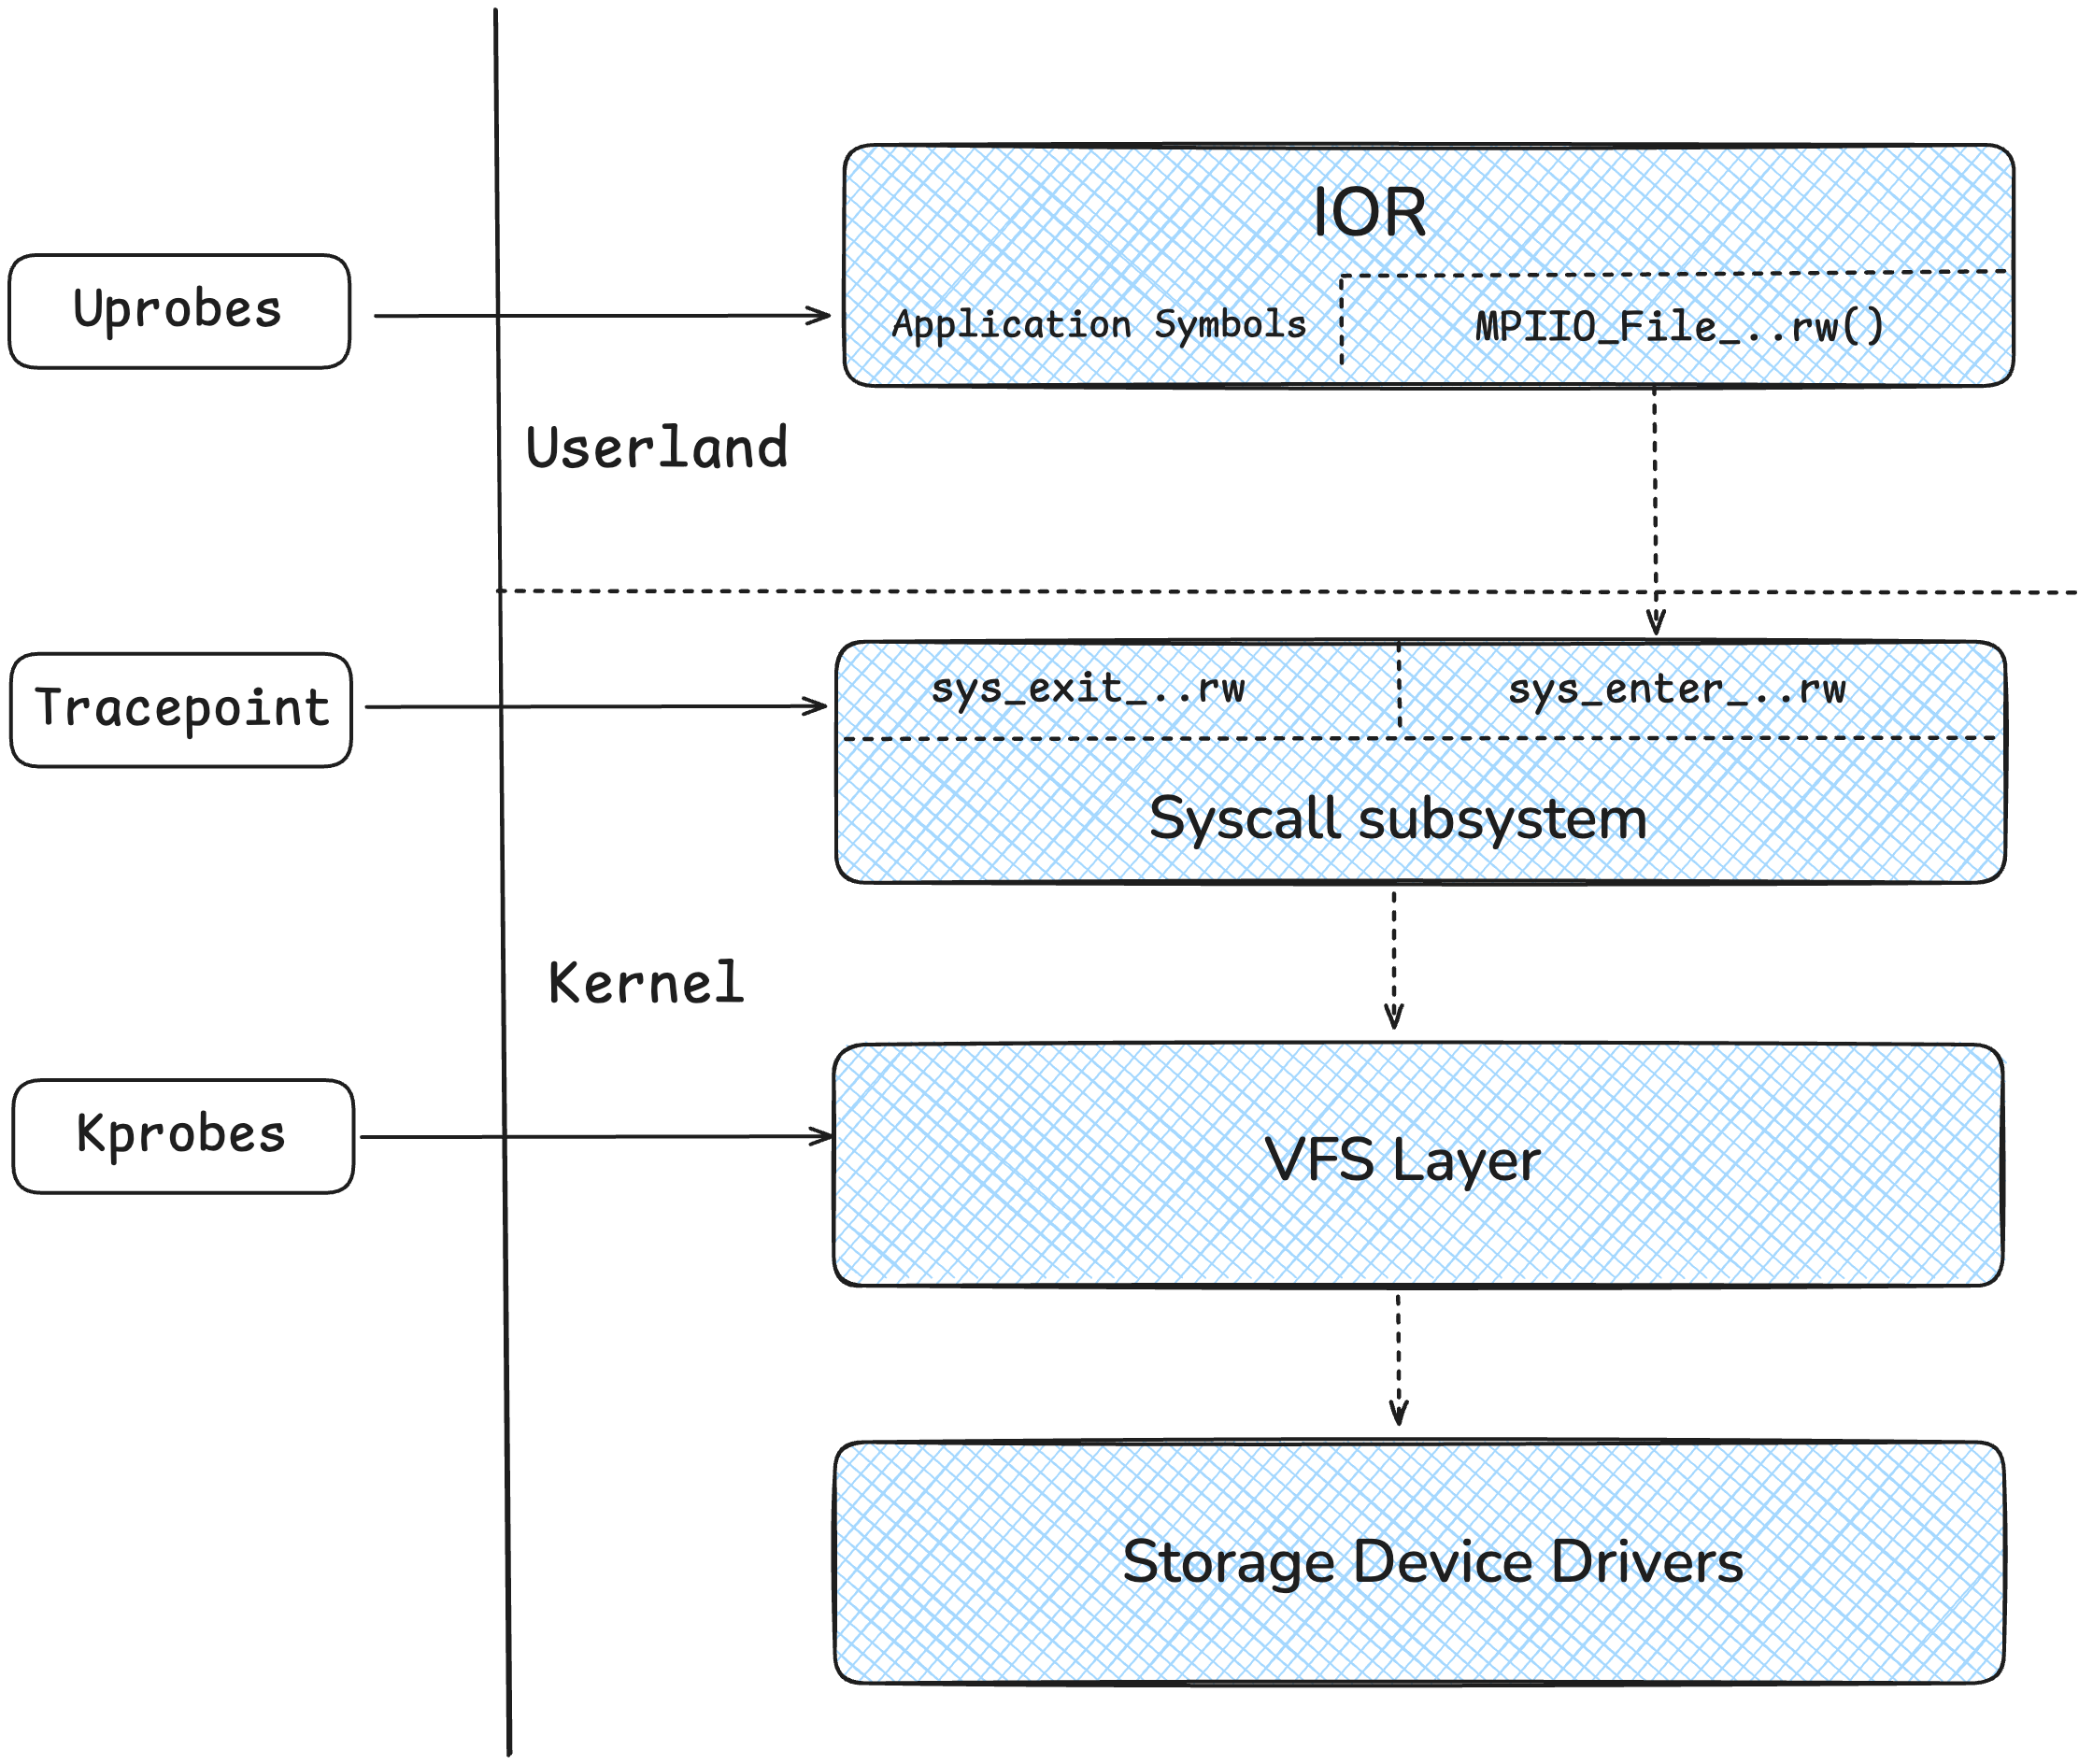 IOR
Uprobes
Application Symbols
MPIIO_File_..rw()
Userland
Tracepoint
sys_exit_..rw
sys_enter_..rw
Syscall subsystem
Kernel
Kprobes
VFS Layer
Storage Device Drivers